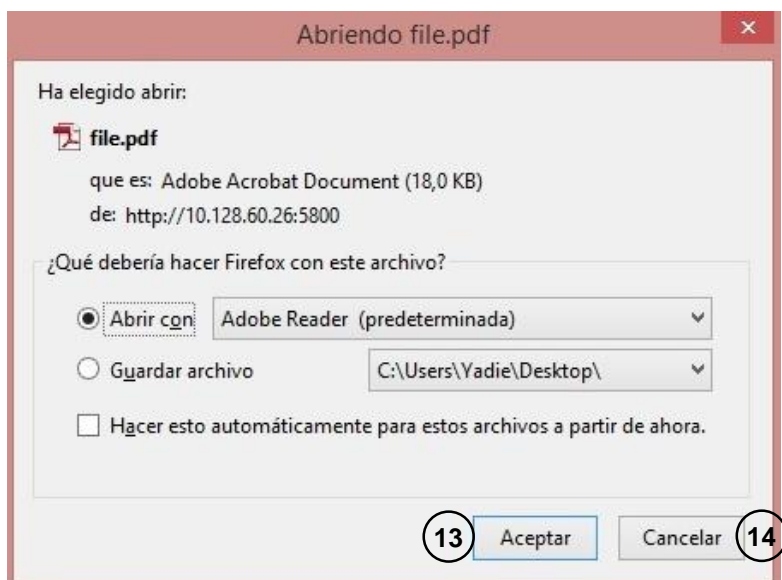 Abriendo file.pdf
Ha elegido abrir:
file.pdf
que es: Adobe Acrobat Document (18,0 KB)
de: http://10.128.60.26:5800
¿Qué debería hacer Firefox con este archivo?
Abrir con Adobe Reader (predeterminada)
Guardar archivo C:\Users\Yadie\Desktop\
Hacer esto automáticamente para estos archivos a partir de ahora.
13 Aceptar Cancelar 14